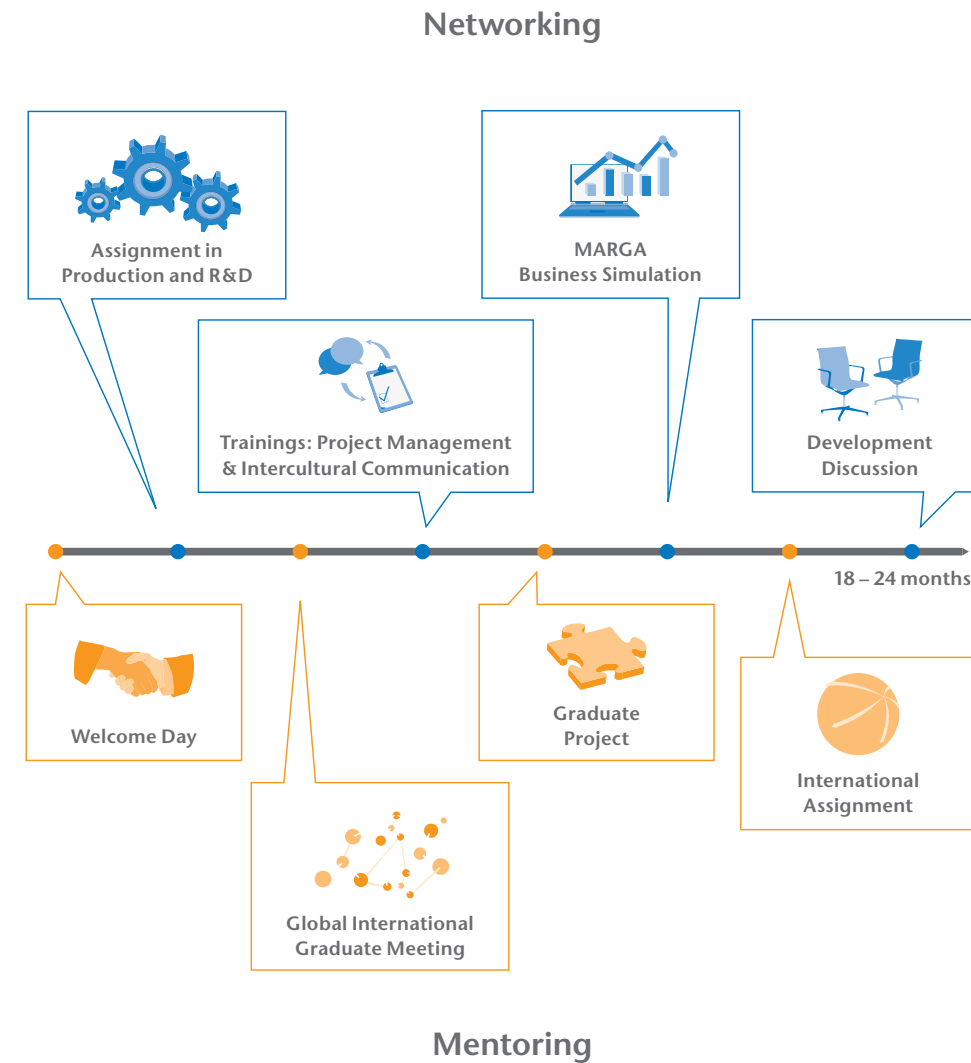 Networking
Assignment in
Production and R&D
MARGA
Business Simulation
Trainings: Project Management
& Intercultural Communication
Development
Discussion
18 – 24 months
Welcome Day
Graduate
Project
International
Assignment
Global International
Graduate Meeting
Mentoring